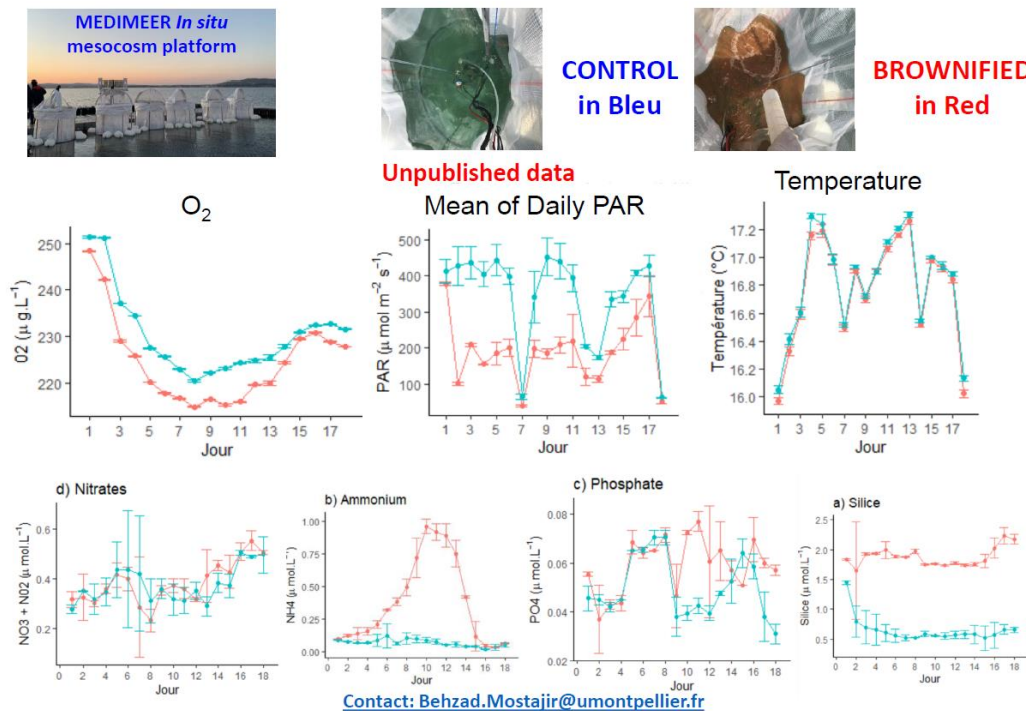 MEDIMEER In situ
mesocosm platform
CONTROL
in Bleu
BROWNIFIED
in Red
Unpublished data
O2
250
240
230
220
02 (µ g.L⁻¹)
1 3 5 7 9 11 13 15 17
Jour
Mean of Daily PAR
500
400
300
200
100
PAR (µ mol m⁻² s⁻¹)
1 3 5 7 9 11 13 15 17
Jour
Temperature
17.2
16.8
16.4
16.0
Température (°C)
1 3 5 7 9 11 13 15 17
Jour
d) Nitrates
0.6
0.4
0.2
NO3 + N02 (µ mol.L⁻¹)
0 2 4 6 8 10 12 14 16 18
Jour
b) Ammonium
1.00
0.75
0.50
0.25
0.00
NH4 (µ mol.L⁻¹)
0 2 4 6 8 10 12 14 16 18
Jour
c) Phosphate
0.08
0.06
0.04
0.02
PO4 (µ mol.L⁻¹)
0 2 4 6 8 10 12 14 16 18
Jour
a) Silice
2.5
2.0
1.5
1.0
0.5
Silice (µ mol.L⁻¹)
0 2 4 6 8 10 12 14 16 18
Jour
Contact: Behzad.Mostajir@umontpellier.fr